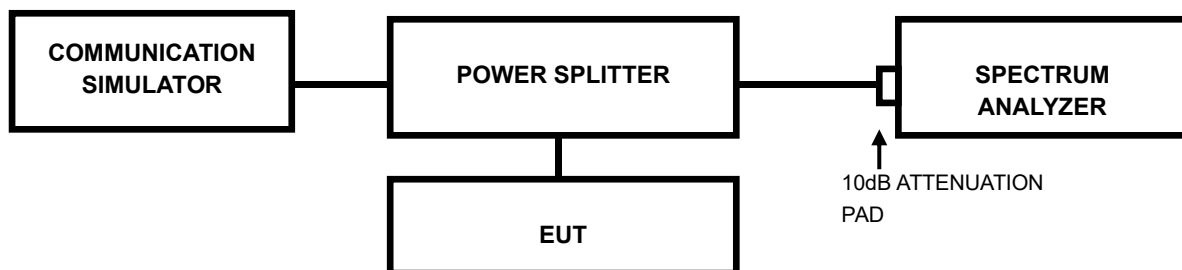 COMMUNICATION
SIMULATOR
POWER SPLITTER
SPECTRUM
ANALYZER
10dB ATTENUATION
PAD
EUT